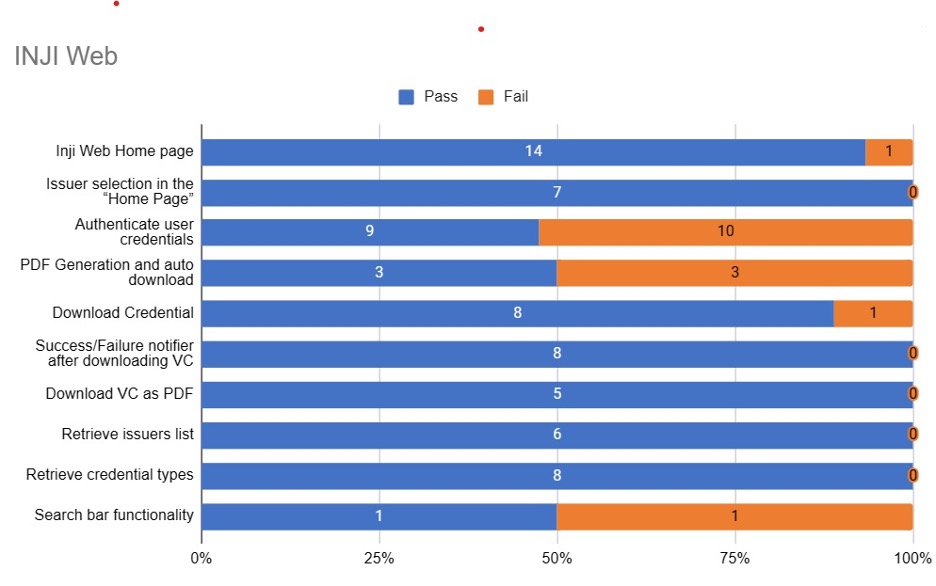 INJI Web
Pass Fail
Inji Web Home page 14 1
Issuer selection in the
“Home Page” 7 0
Authenticate user
credentials 9 10
PDF Generation and auto
download 3 3
Download Credential 8 1
Success/Failure notifier
after downloading VC 8 0
Download VC as PDF 5 0
Retrieve issuers list 6 0
Retrieve credential types 8 0
Search bar functionality 1 1
0% 25% 50% 75% 100%